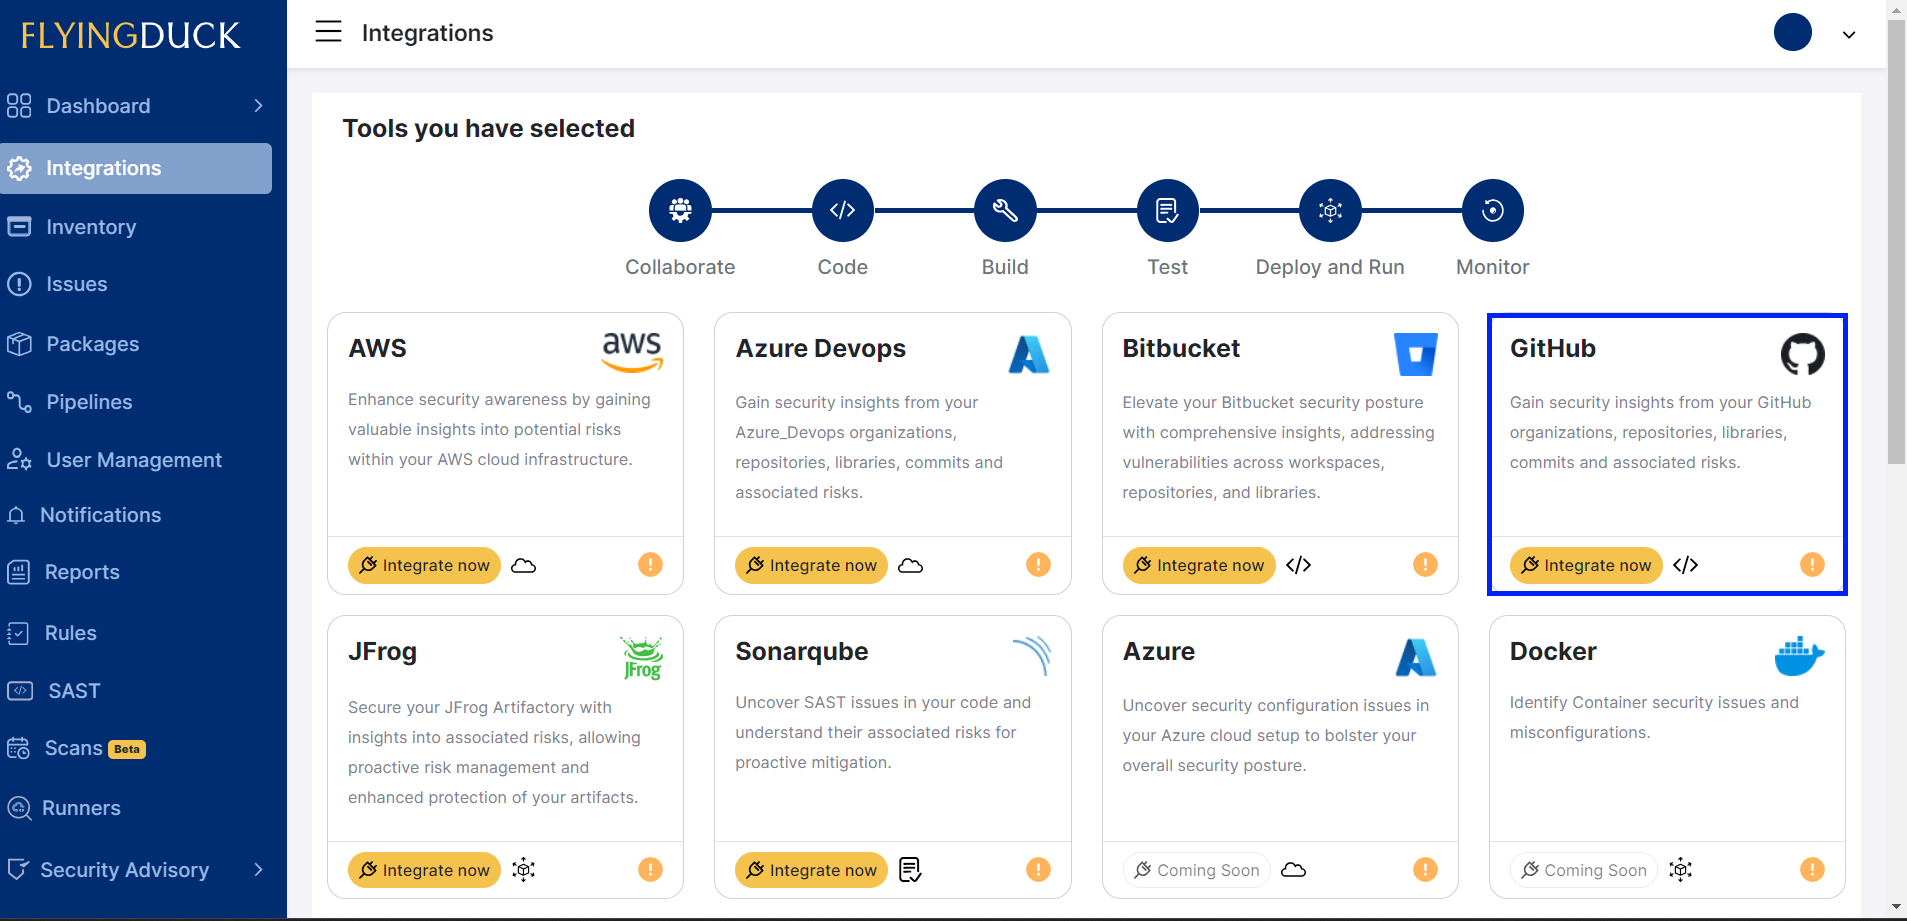 FLYINGDUCK
Dashboard
Integrations
Inventory
Issues
Packages
Pipelines
User Management
Notifications
Reports
Rules
SAST
Scans Beta
Runners
Security Advisory
Integrations
Tools you have selected
Collaborate
Code
Build
Test
Deploy and Run
Monitor
AWS
aws
Enhance security awareness by gaining
valuable insights into potential risks
within your AWS cloud infrastructure.
Integrate now
Azure Devops
Gain security insights from your
Azure_Devops organizations,
repositories, libraries, commits and
associated risks.
Integrate now
Bitbucket
Elevate your Bitbucket security posture
with comprehensive insights, addressing
vulnerabilities across workspaces,
repositories, and libraries.
Integrate now
GitHub
Gain security insights from your GitHub
organizations, repositories, libraries,
commits and associated risks.
Integrate now
JFrog
JFrog
Secure your JFrog Artifactory with
insights into associated risks, allowing
proactive risk management and
enhanced protection of your artifacts.
Integrate now
Sonarqube
Uncover SAST issues in your code and
understand their associated risks for
proactive mitigation.
Integrate now
Azure
Uncover security configuration issues in
your Azure cloud setup to bolster your
overall security posture.
Coming Soon
Docker
Identify Container security issues and
misconfigurations.
Coming Soon